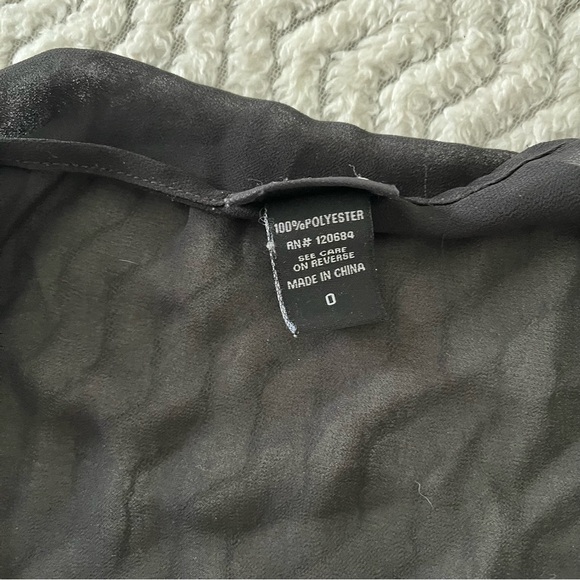 100%POLYESTER
RN# 120684
SEE CARE
ON REVERSE
MADE IN CHINA
0